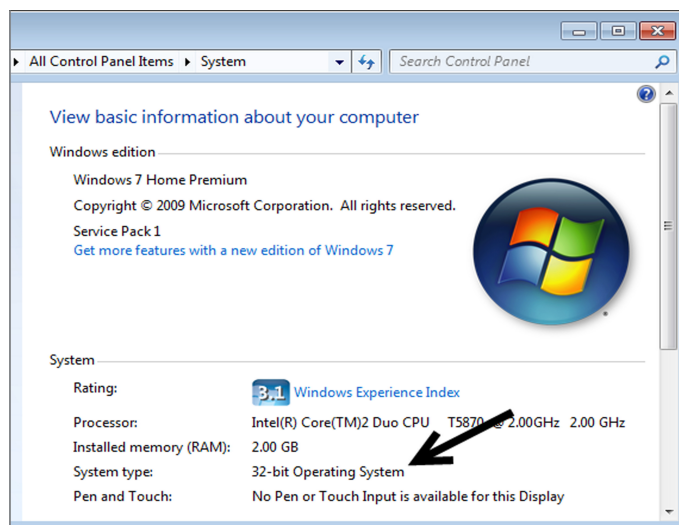 All Control Panel Items System
Search Control Panel
View basic information about your computer
Windows edition
Windows 7 Home Premium
Copyright © 2009 Microsoft Corporation. All rights reserved.
Service Pack 1
Get more features with a new edition of Windows 7
System
Rating: 3.1 Windows Experience Index
Processor: Intel(R) Core(TM)2 Duo CPU T5870 @ 2.00GHz 2.00 GHz
Installed memory (RAM): 2.00 GB
System type: 32-bit Operating System
Pen and Touch: No Pen or Touch Input is available for this Display